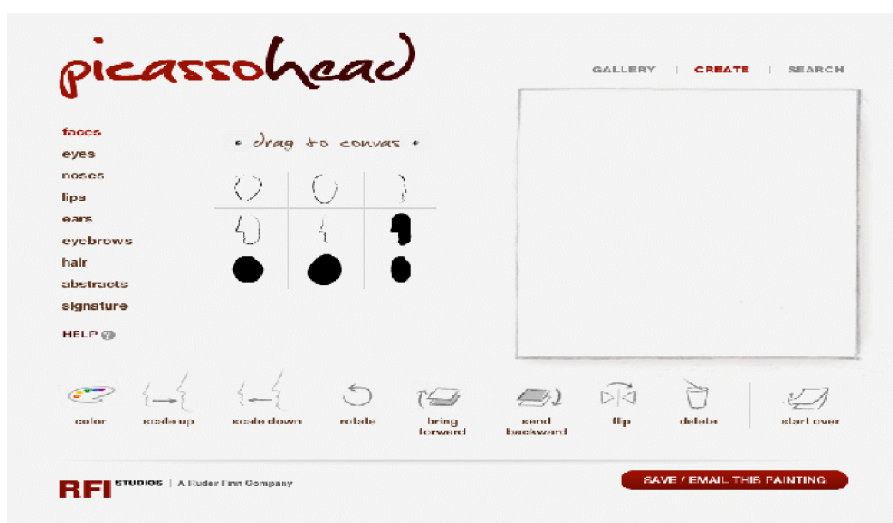 picassohead
GALLERY | CREATE | SEARCH
faces
eyes
noses
lips
ears
eyebrows
hair
abstracts
signature
HELP ?
• drag to canvas •
color
scale up
scale down
rotate
bring
forward
send
backward
flip
delete
start over
RFI STUDIOS | A Ruder Finn Company
SAVE / EMAIL THIS PAINTING